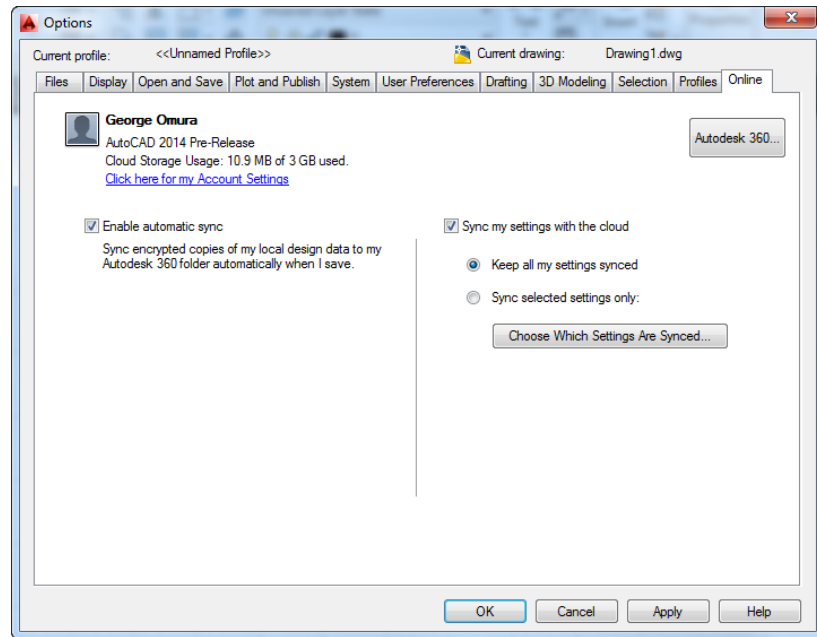 Options
Current profile: <<Unnamed Profile>> Current drawing: Drawing1.dwg
Files Display Open and Save Plot and Publish System User Preferences Drafting 3D Modeling Selection Profiles Online
George Omura
AutoCAD 2014 Pre-Release
Cloud Storage Usage: 10.9 MB of 3 GB used.
Click here for my Account Settings
Autodesk 360...
Enable automatic sync
Sync encrypted copies of my local design data to my
Autodesk 360 folder automatically when I save.
Sync my settings with the cloud
Keep all my settings synced
Sync selected settings only:
Choose Which Settings Are Synced...
OK Cancel Apply Help